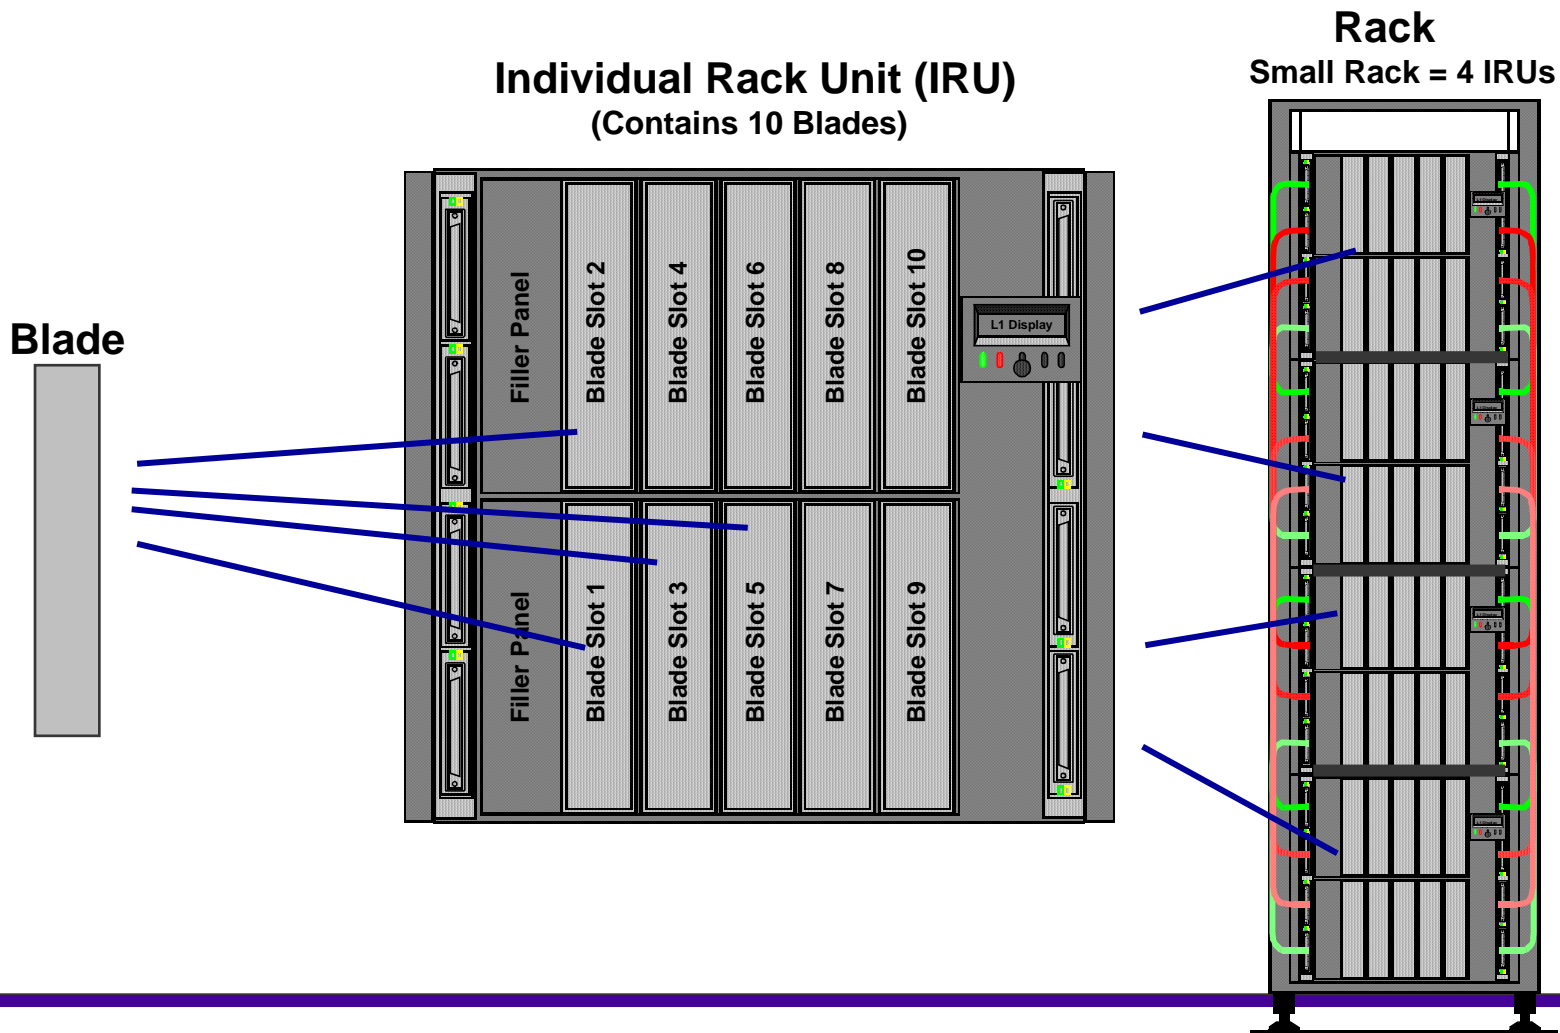 Rack
Small Rack = 4 IRUs
Individual Rack Unit (IRU)
(Contains 10 Blades)
Blade
Filler Panel
Blade Slot 2
Blade Slot 4
Blade Slot 6
Blade Slot 8
Blade Slot 10
L1 Display
Filler Panel
Blade Slot 1
Blade Slot 3
Blade Slot 5
Blade Slot 7
Blade Slot 9